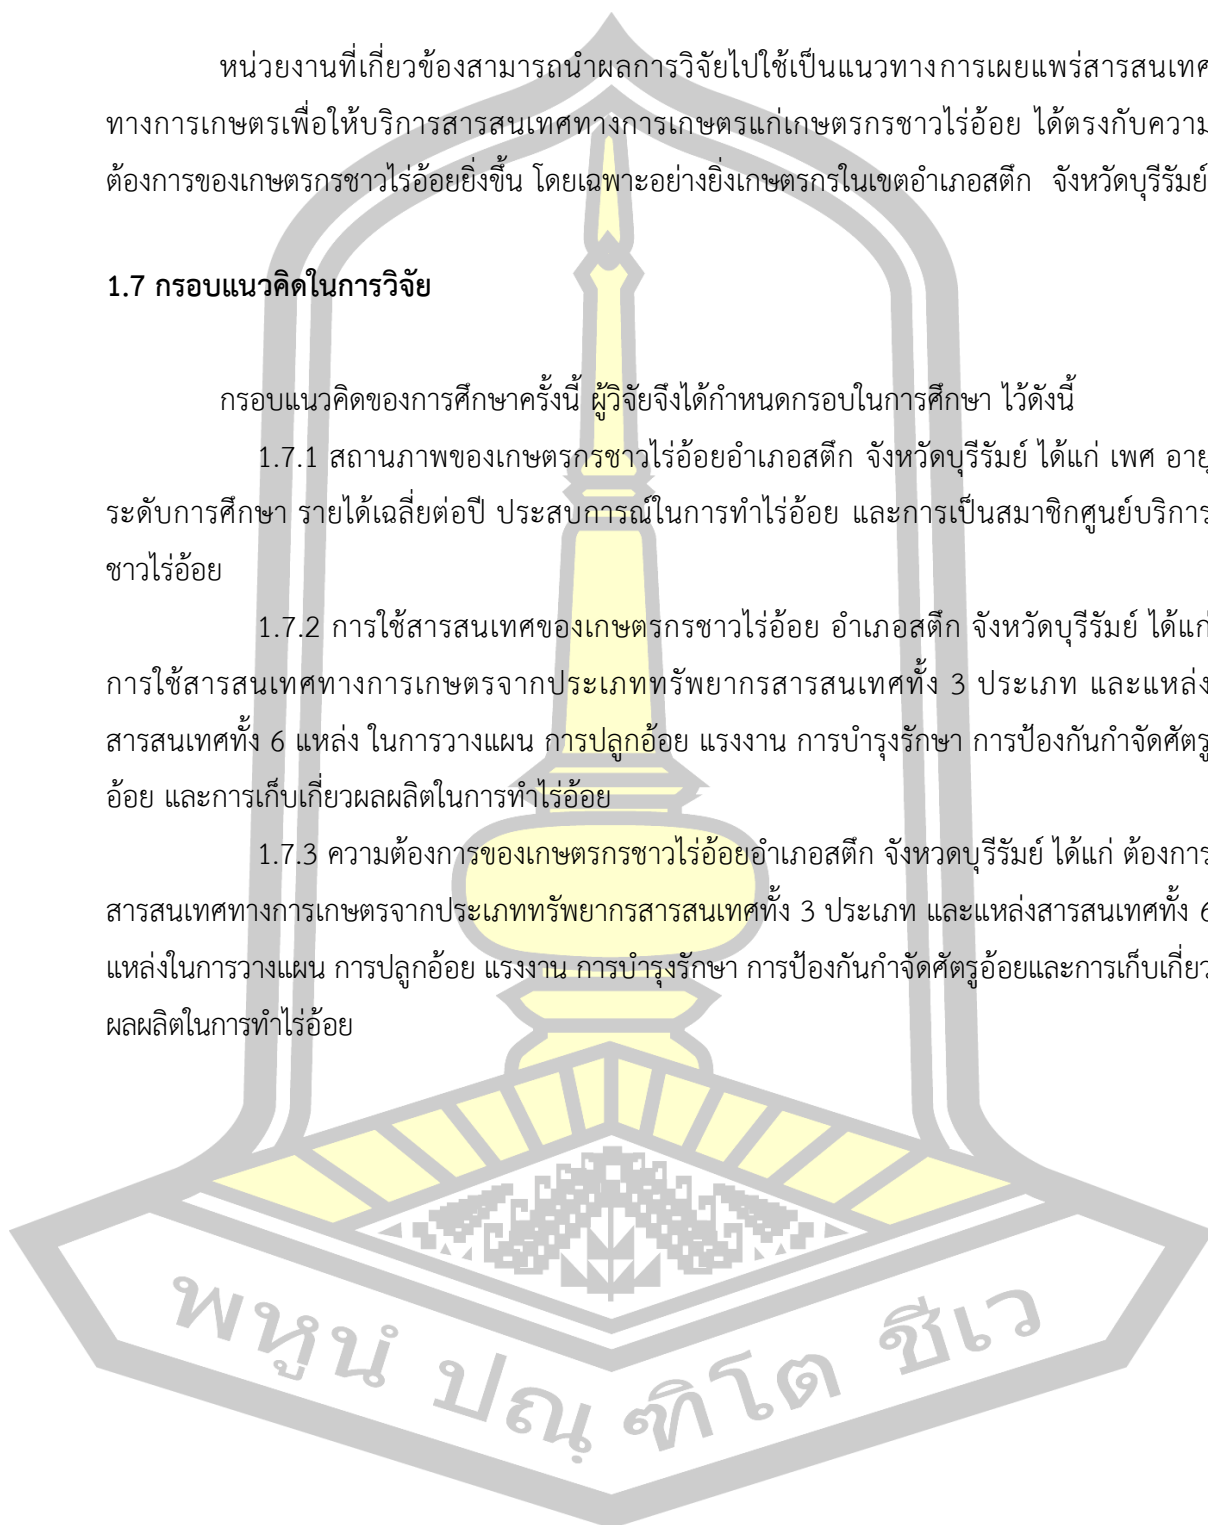 หน่วยงานที่เกี่ยวข้องสามารถนำผลการวิจัยไปใช้เป็นแนวทางการเผยแพร่สารสนเทศ
ทางการเกษตรเพื่อให้บริการสารสนเทศทางการเกษตรแก่เกษตรกรชาวไร่อ้อย ได้ตรงกับความ
ต้องการของเกษตรกรชาวไร่อ้อยยิ่งขึ้น โดยเฉพาะอย่างยิ่งเกษตรกรในเขตอำเภอสตึก จังหวัดบุรีรัมย์
1.7 กรอบแนวคิดในการวิจัย
กรอบแนวคิดของการศึกษาครั้งนี้ ผู้วิจัยจึงได้กำหนดกรอบในการศึกษา ไว้ดังนี้
1.7.1 สถานภาพของเกษตรกรชาวไร่อ้อยอำเภอสตึก จังหวัดบุรีรัมย์ ได้แก่ เพศ อายุ
ระดับการศึกษา รายได้เฉลี่ยต่อปี ประสบการณ์ในการทำไร่อ้อย และการเป็นสมาชิกศูนย์บริการ
ชาวไร่อ้อย
1.7.2 การใช้สารสนเทศของเกษตรกรชาวไร่อ้อย อำเภอสตึก จังหวัดบุรีรัมย์ ได้แก่
การใช้สารสนเทศทางการเกษตรจากประเภททรัพยากรสารสนเทศทั้ง 3 ประเภท และแหล่ง
สารสนเทศทั้ง 6 แหล่ง ในการวางแผน การปลูกอ้อย แรงงาน การบำรุงรักษา การป้องกันกำจัดศัตรู
อ้อย และการเก็บเกี่ยวผลผลิตในการทำไร่อ้อย
1.7.3 ความต้องการของเกษตรกรชาวไร่อ้อยอำเภอสตึก จังหวดบุรีรัมย์ ได้แก่ ต้องการ
สารสนเทศทางการเกษตรจากประเภททรัพยากรสารสนเทศทั้ง 3 ประเภท และแหล่งสารสนเทศทั้ง 6
แหล่งในการวางแผน การปลูกอ้อย แรงงาน การบำรุงรักษา การป้องกันกำจัดศัตรูอ้อยและการเก็บเกี่ยว
ผลผลิตในการทำไร่อ้อย
พหูนํ ปณฺ ฑิโต ชีเว